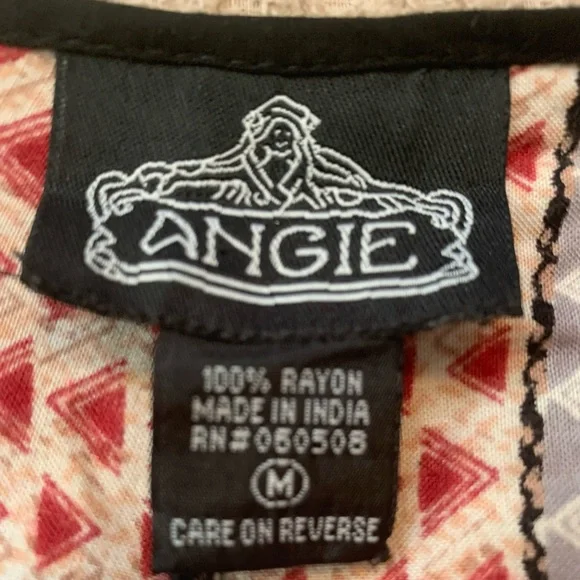 ANGIE
100% RAYON
MADE IN INDIA
RN#060508
M
CARE ON REVERSE